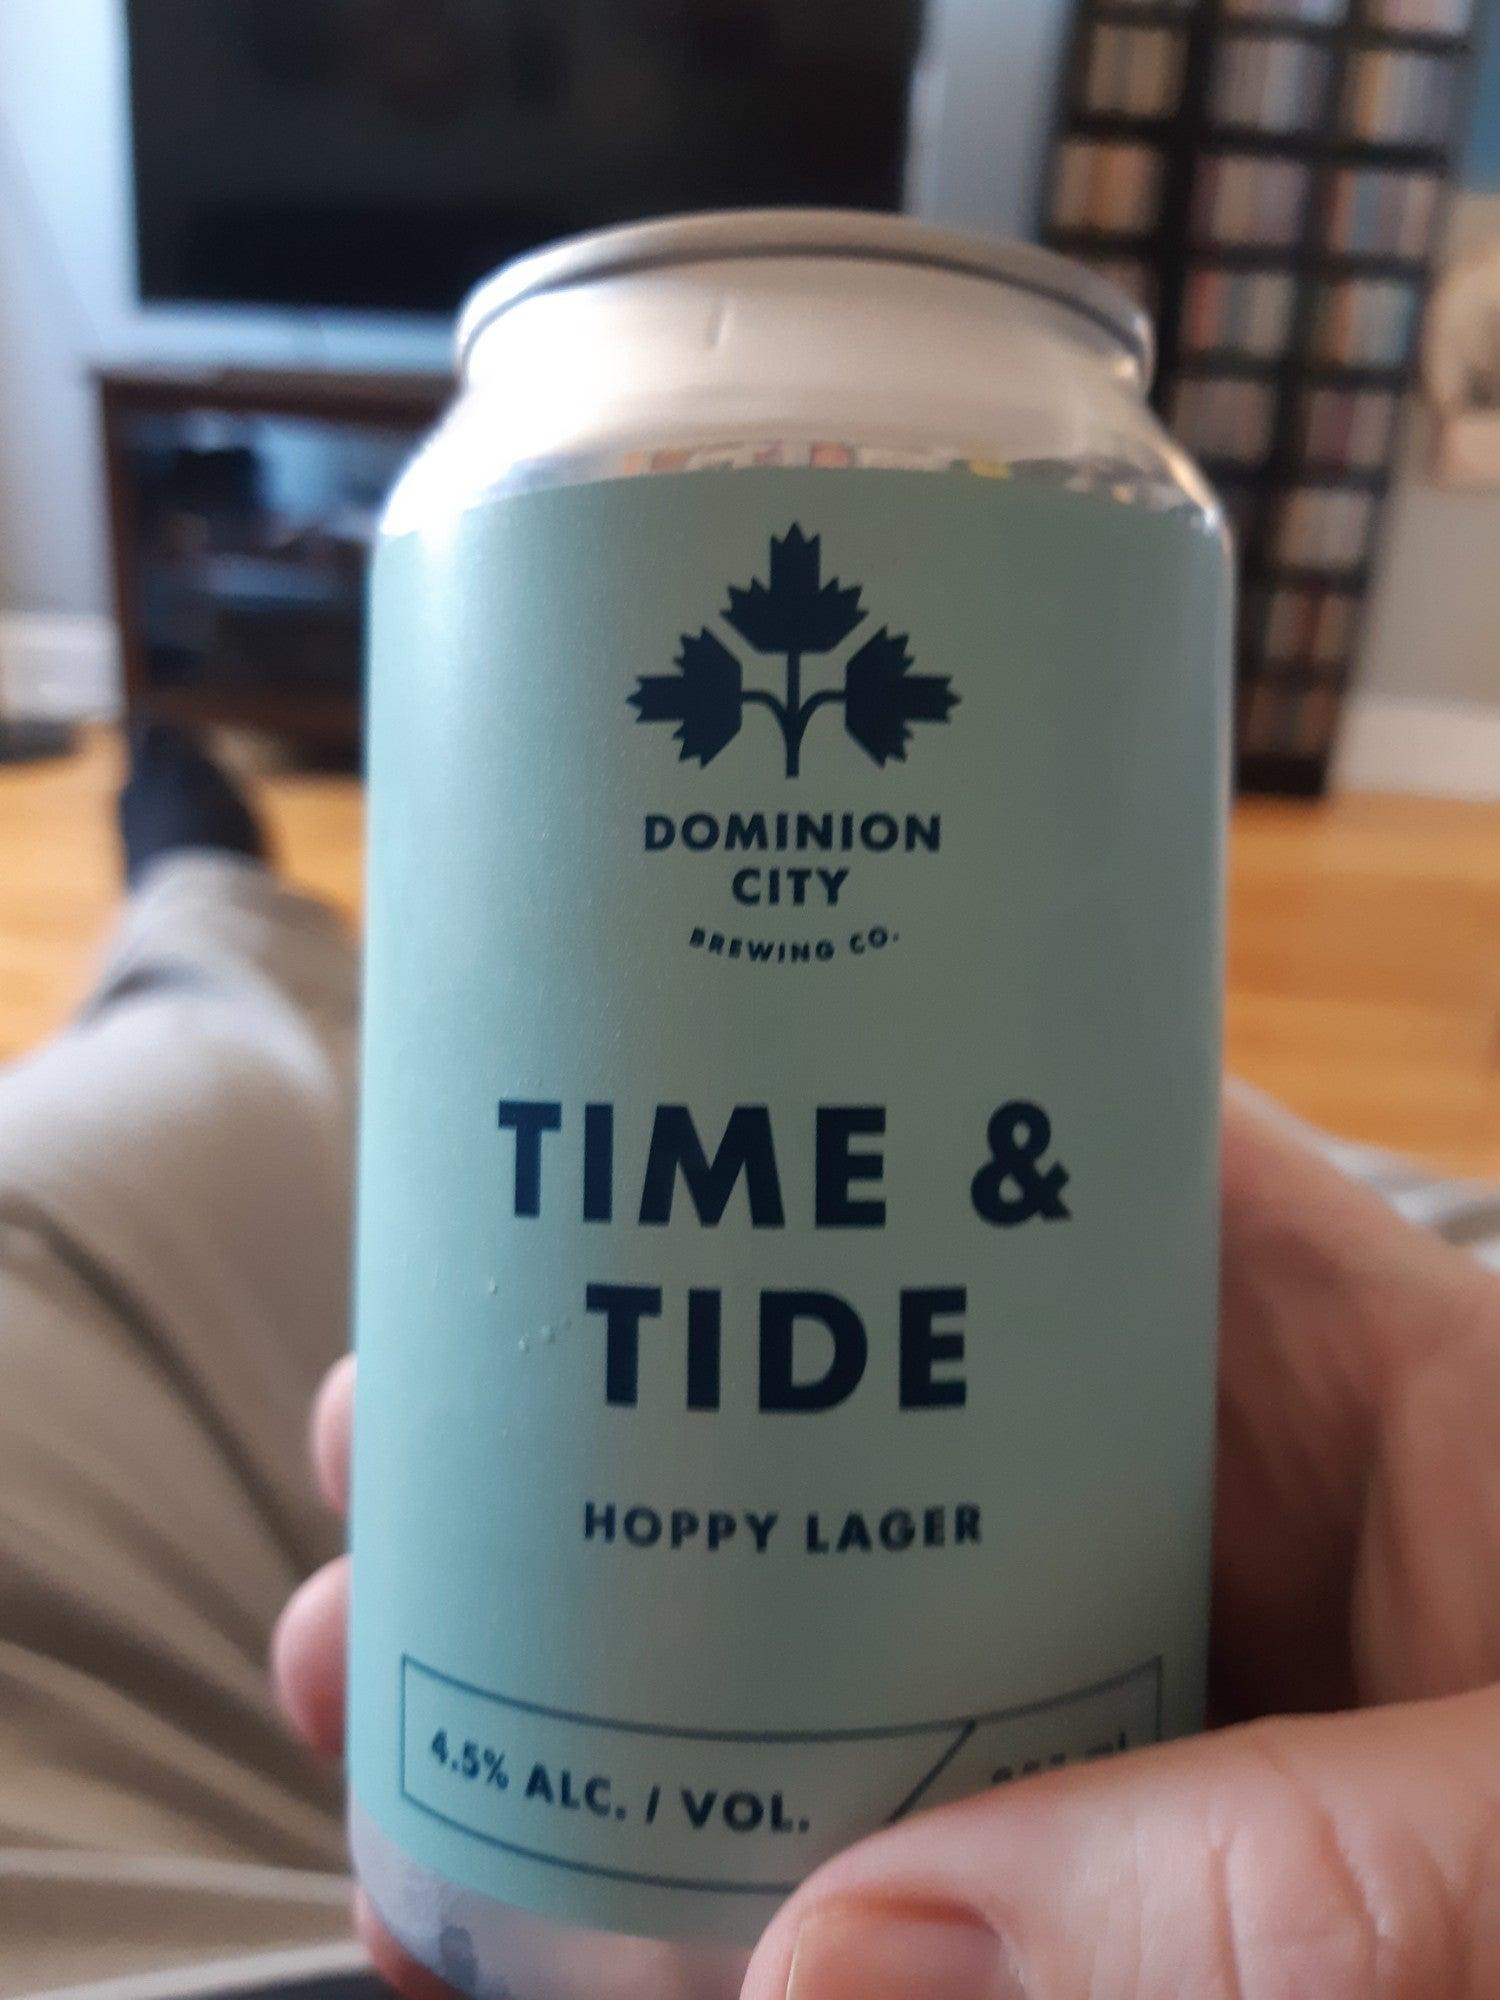 DOMINION
CITY
BREWING CO.
TIME &
TIDE
HOPPY LAGER
4.5% ALC. / VOL.